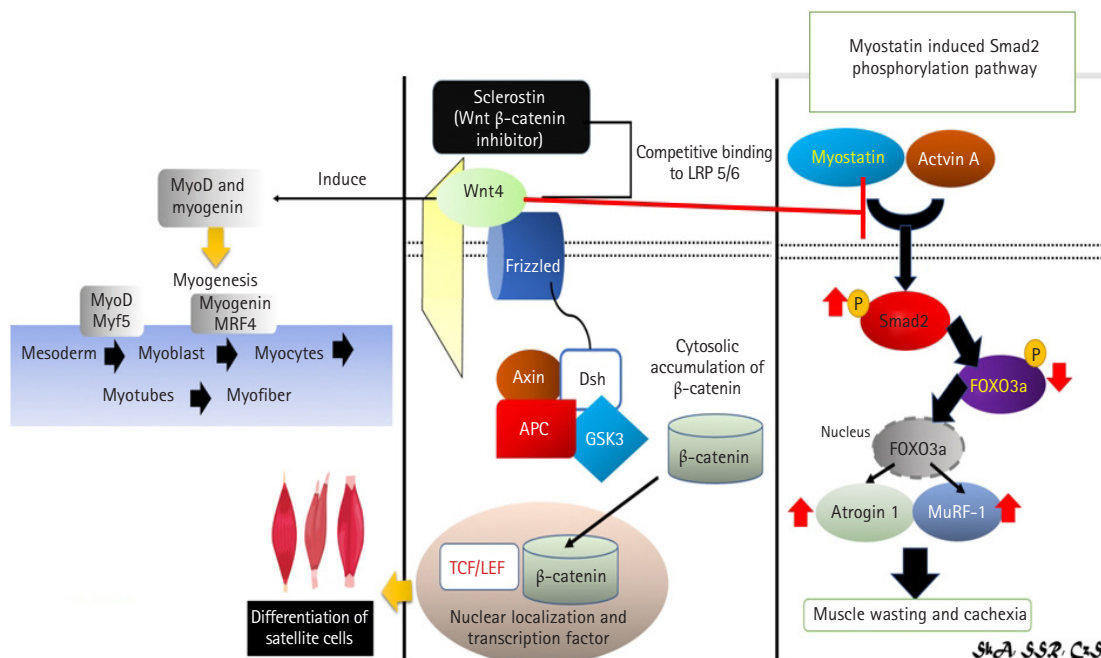 Myostatin induced Smad2
phosphorylation pathway
Sclerostin
(Wnt β-catenin
inhibitor)
Competitive binding
to LRP 5/6
Myostatin
Actvin A
Induce
Wnt4
MyoD and
myogenin
Frizzled
Myogenesis
MyoD
Myf5
Myogenin
MRF4
Mesoderm
Myoblast
Myocytes
Myotubes
Myofiber
P
Smad2
P
FOXO3a
Axin
Dsh
APC
GSK3
Cytosolic
accumulation of
β-catenin
β-catenin
Nucleus
FOXO3a
Atrogin 1
MuRF-1
TCF/LEF
β-catenin
Nuclear localization and
transcription factor
Differentiation of
satellite cells
Muscle wasting and cachexia
SkA, SSR, CzS